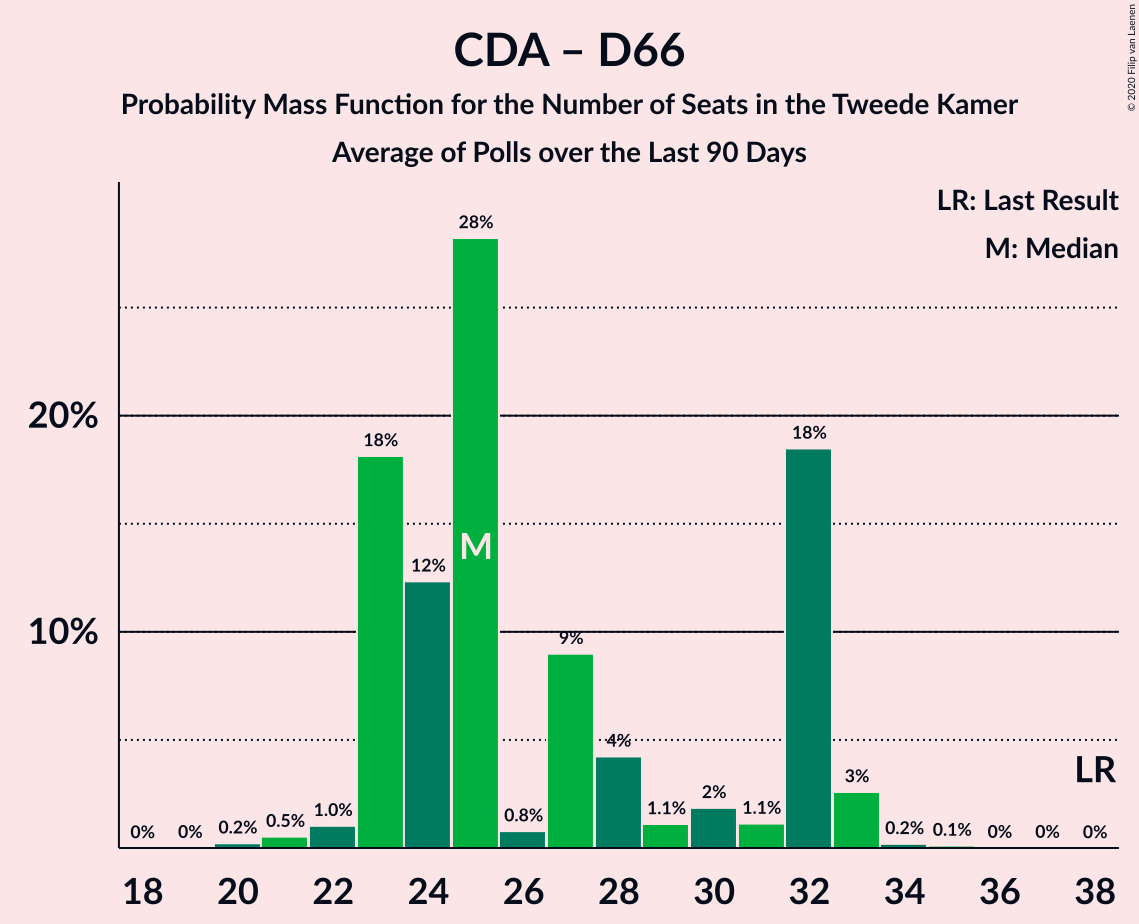 CDA – D66
Probability Mass Function for the Number of Seats in the Tweede Kamer
Average of Polls over the Last 90 Days
© 2020 Filip van Laenen
LR: Last Result
M: Median
28%
20%
18%
18%
M
12%
10%
9%
4%
LR
3%
2%
0% 0% 0.2% 0.5% 1.0% 0.8% 1.1% 1.1% 0.2% 0.1% 0% 0% 0%
18 20 22 24 26 28 30 32 34 36 38